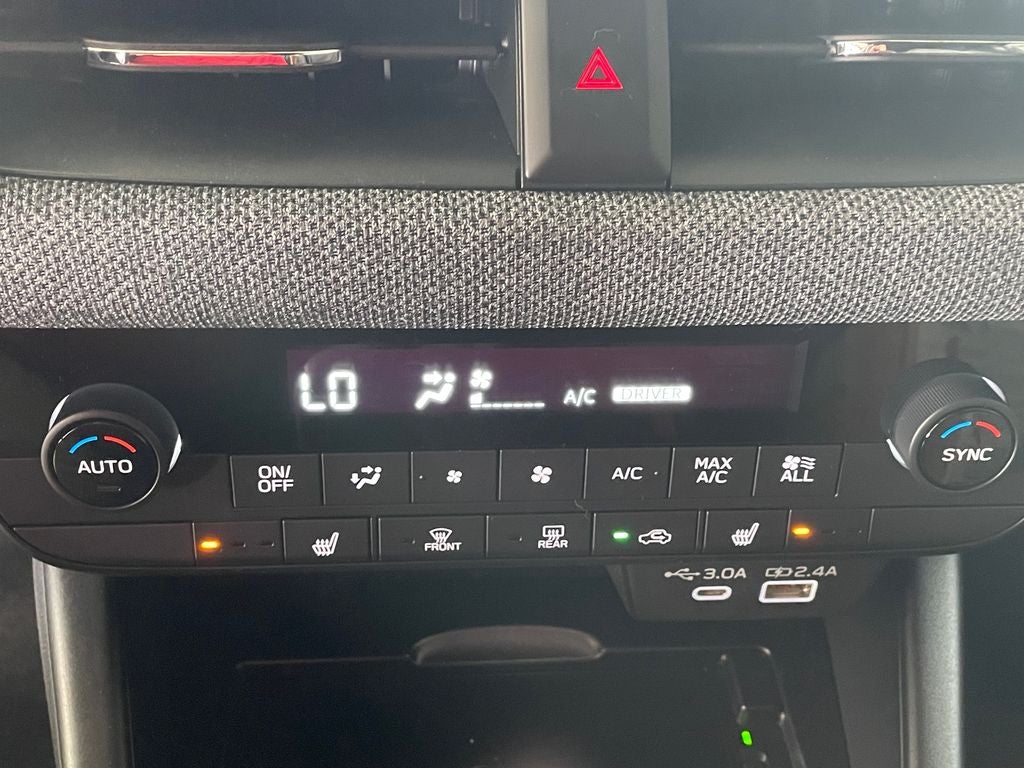 LO A/C DRIVER
AUTO
ON/
OFF
A/C
MAX
A/C
ALL
SYNC
FRONT
REAR
3.0A
2.4A